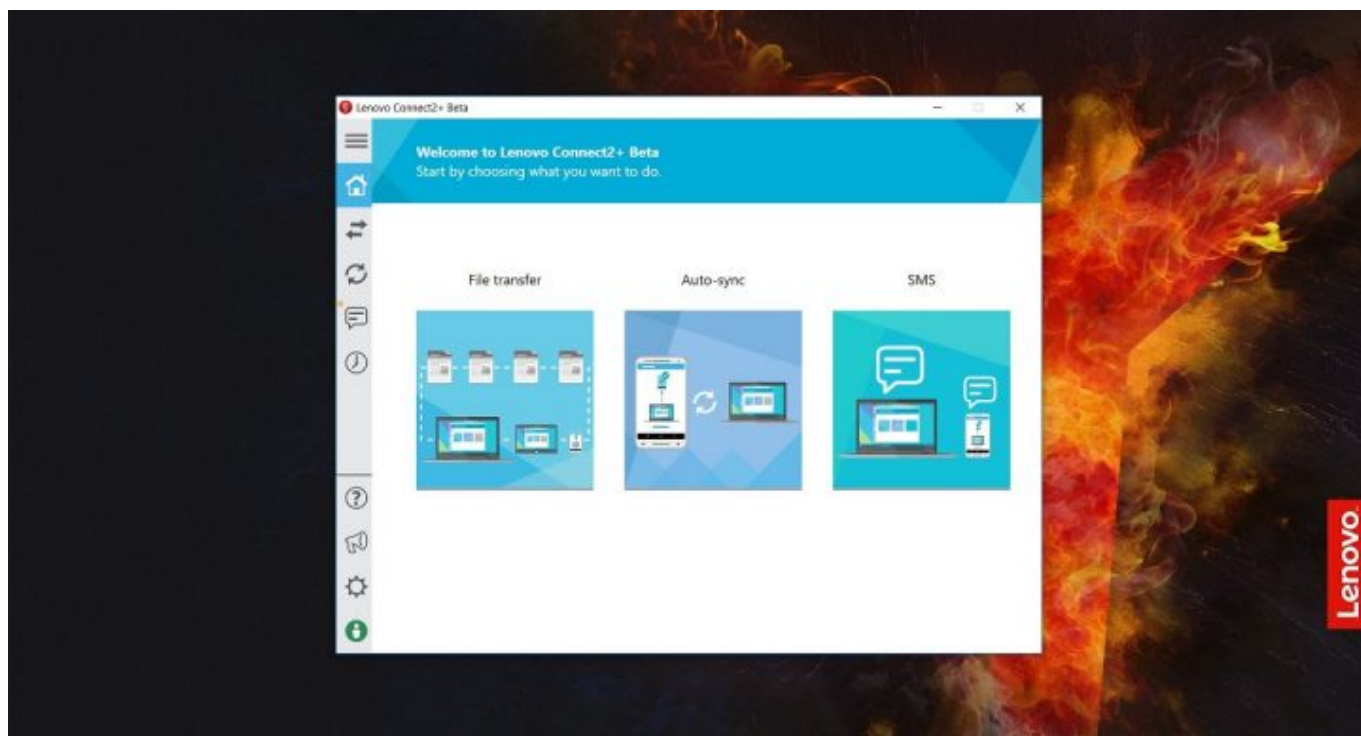 Lenovo Connect2+ Beta
Welcome to Lenovo Connect2+ Beta
Start by choosing what you want to do.
File transfer
Auto-sync
SMS
Lenovo